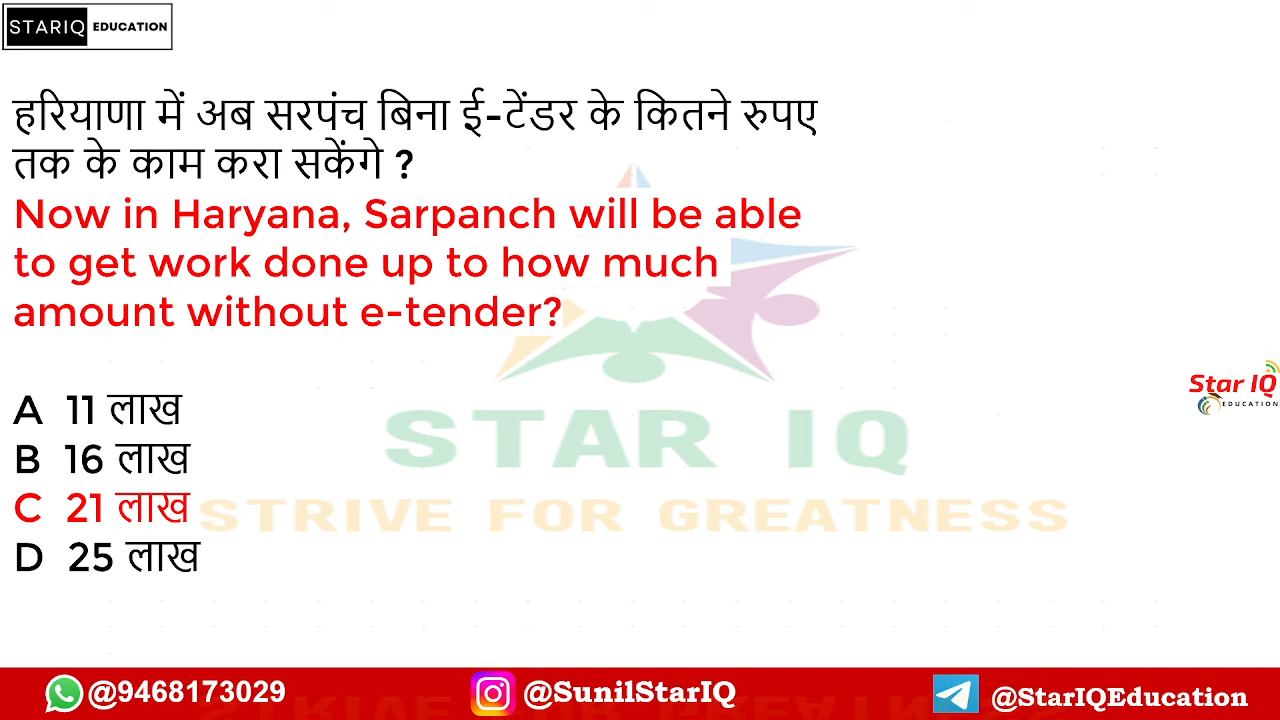 STARIQ EDUCATION
हरियाणा में अब सरपंच बिना ई-टेंडर के कितने रुपए
तक के काम करा सकेंगे ?
Now in Haryana, Sarpanch will be able
to get work done up to how much
amount without e-tender?
A 11 लाख
B 16 लाख
C 21 लाख
D 25 लाख
STAR IQ
STRIVE FOR GREATNESS
Star IQ
EDUCATION
@9468173029 @SunilStarIQ @StarIQEducation